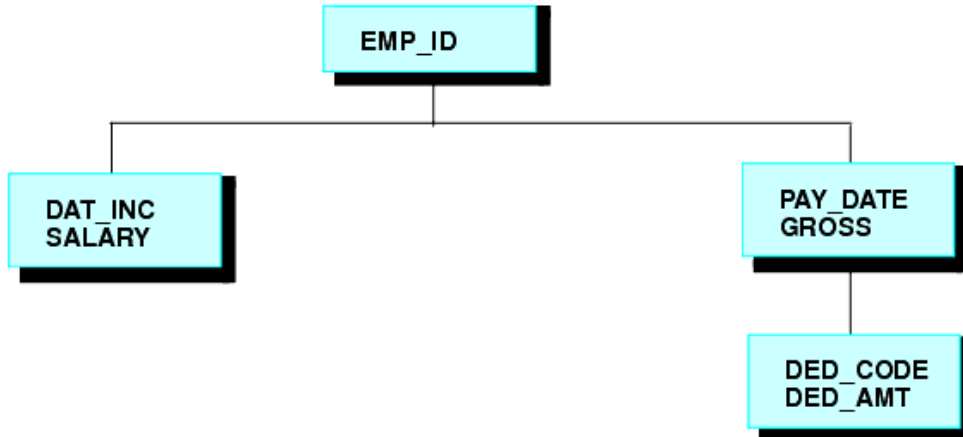 EMP_ID
DAT_INC
SALARY
PAY_DATE
GROSS
DED_CODE
DED_AMT